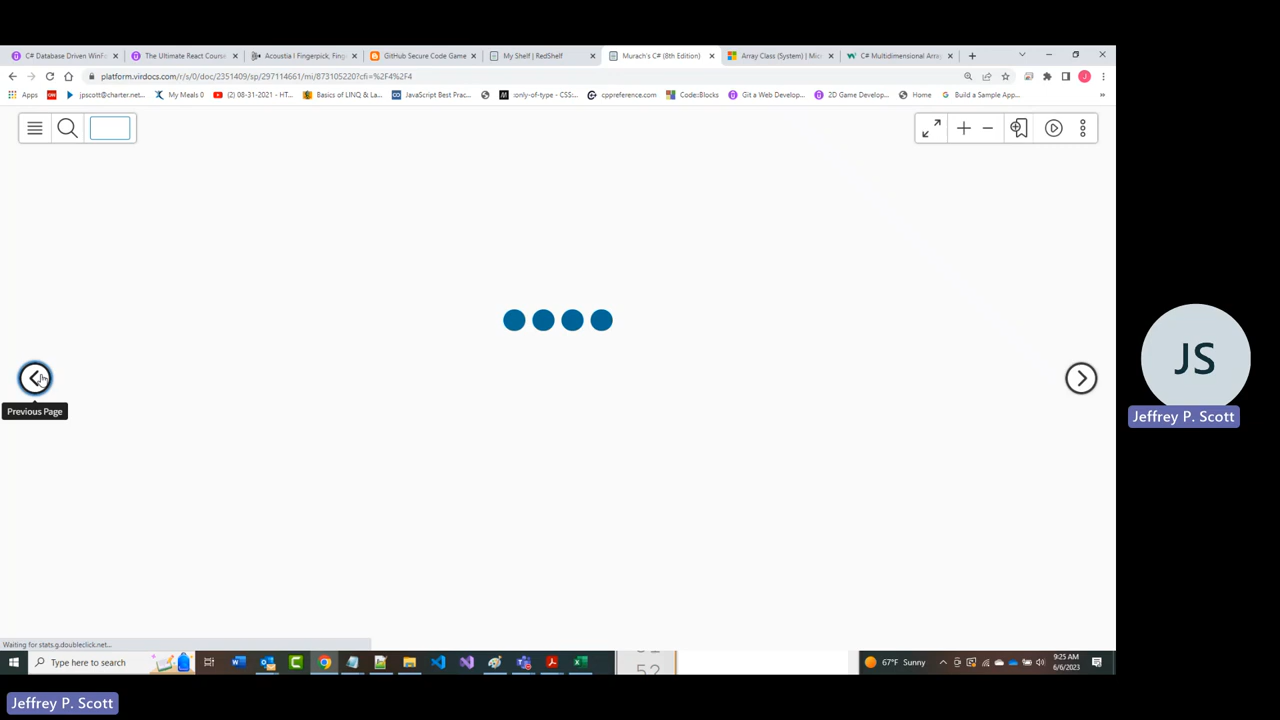 C# Database Driven WinFo
The Ultimate React Course
Acoustia I Fingerpick, Fing
GitHub Secure Code Game
My Shelf | RedShelf
Murach's C# (8th Edition)
Array Class (System) | Micr
C# Multidimensional Array
platform.virdocs.com/r/s/0/doc/2351409/sp/297114661/mi/873105220?cfi=%2F4%2F4
J
Apps
jpscott@charter.net...
My Meals 0
(2) 08-31-2021 - HT...
Basics of LINQ & La...
JavaScript Best Prac...
:only-of-type - CSS:...
cppreference.com
Code::Blocks
Git a Web Develop...
2D Game Develop...
Home
Build a Sample App...
»
Previous Page
JS
Jeffrey P. Scott
Waiting for stats.g.doubleclick.net...
Type here to search
52
67°F Sunny
9:25 AM
6/6/2023
Jeffrey P. Scott